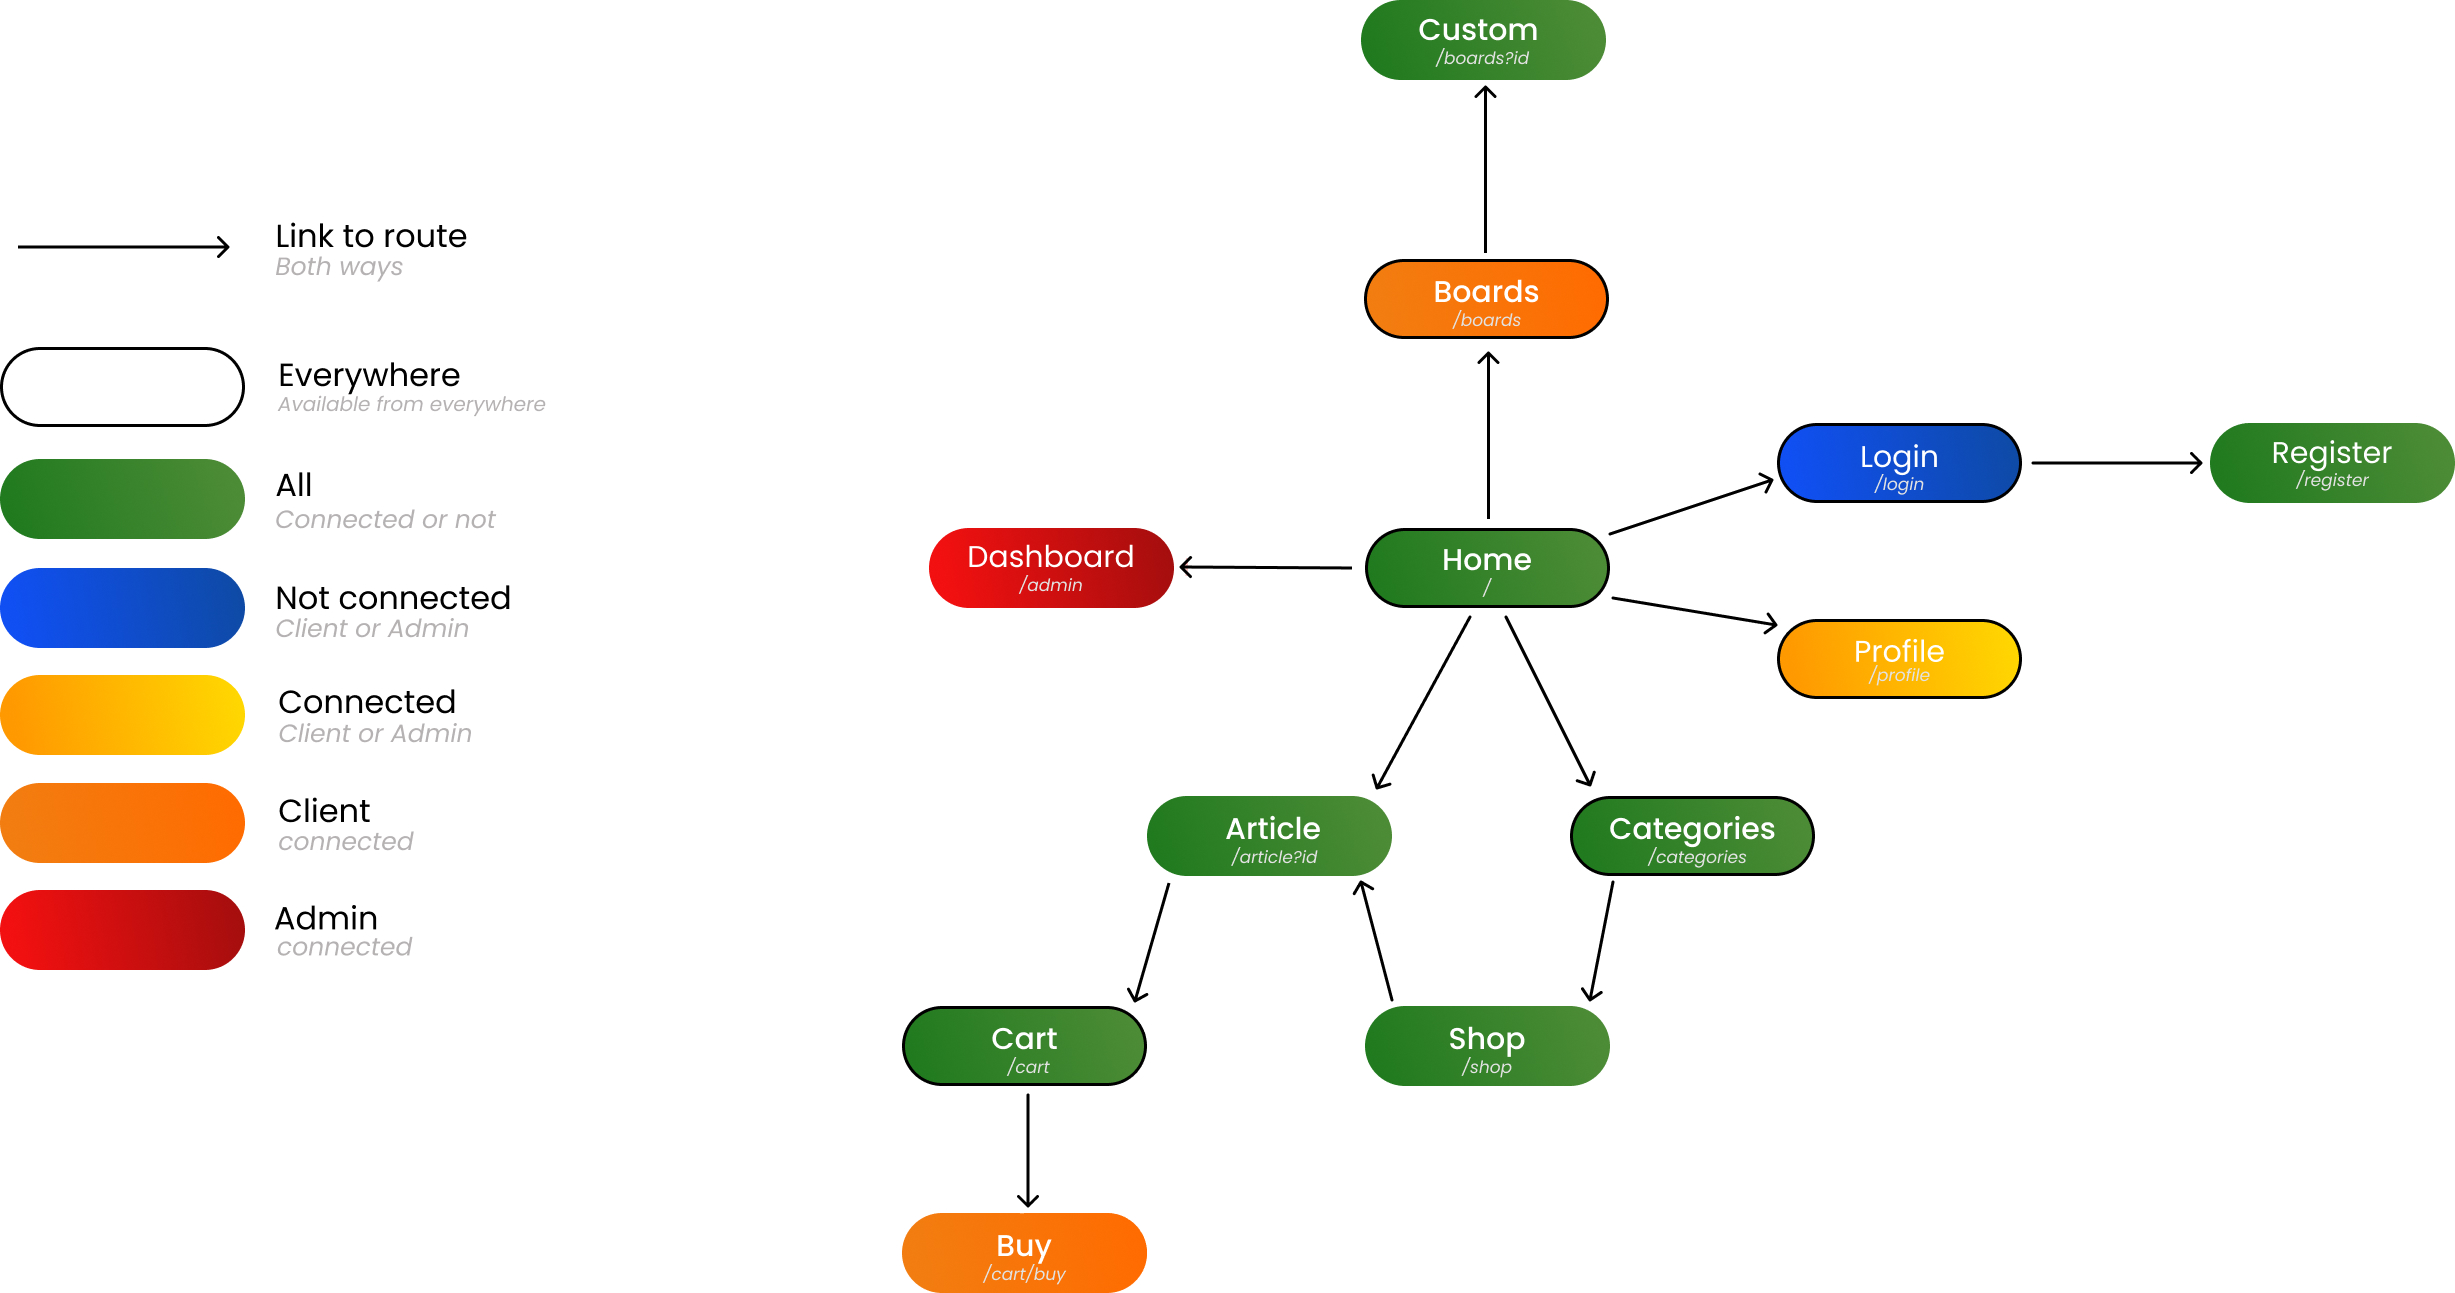 Link to route
Both ways
Everywhere
Available from everywhere
All
Connected or not
Not connected
Client or Admin
Connected
Client or Admin
Client
connected
Admin
connected
Custom
/boards?id
Boards
/boards
Login
/login
Register
/register
Dashboard
/admin
Home
/
Profile
/profile
Article
/article?id
Categories
/categories
Cart
/cart
Shop
/shop
Buy
/cart/buy